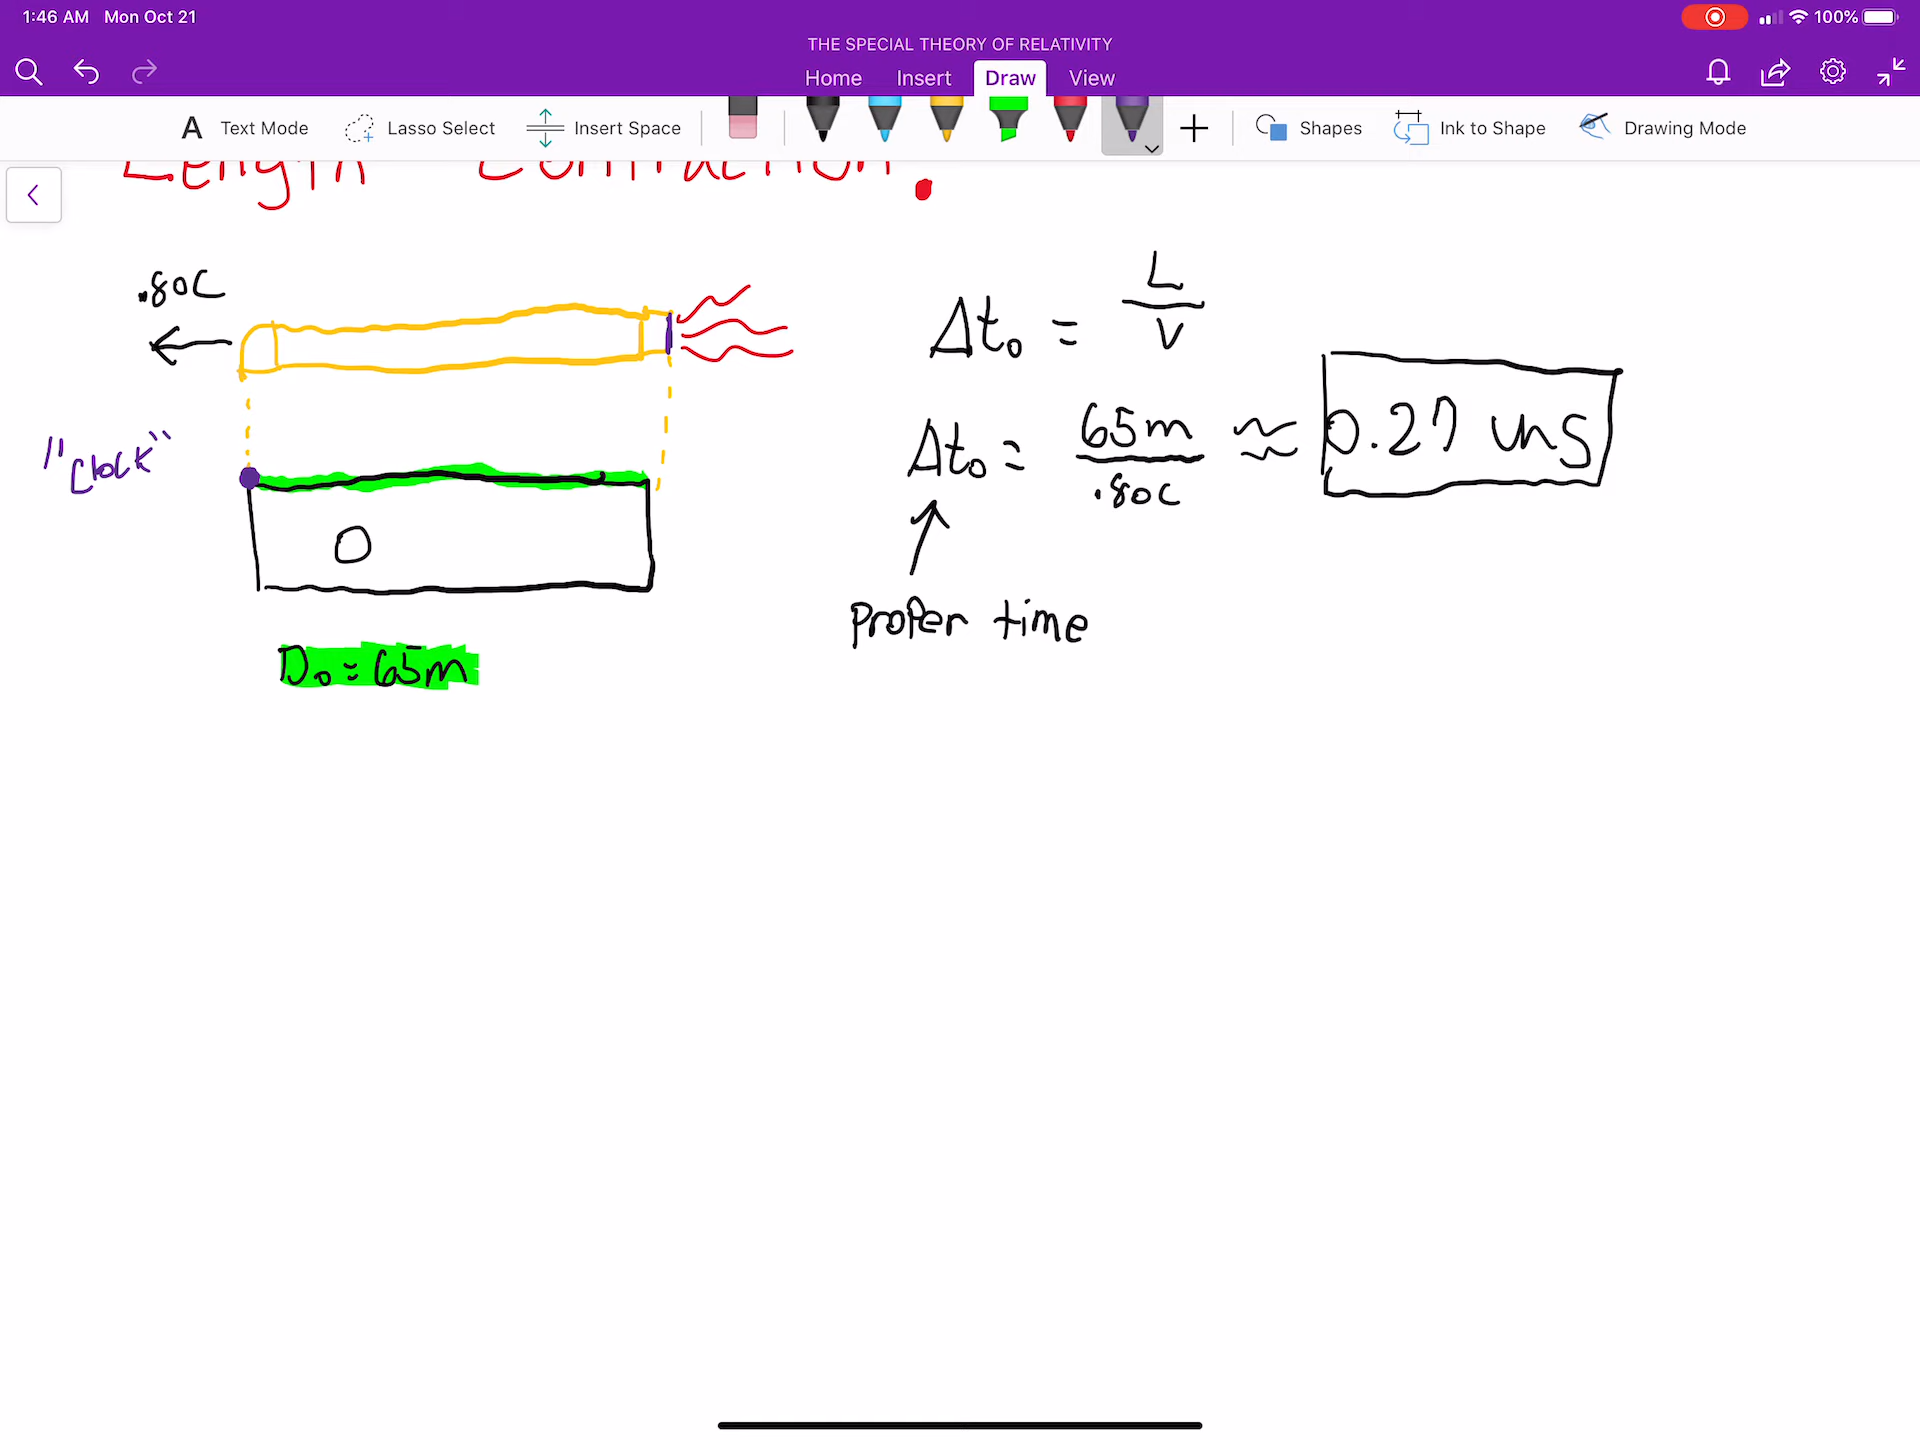 1:46 AM Mon Oct 21
100%
THE SPECIAL THEORY OF RELATIVITY
Home Insert Draw View
A Text Mode Lasso Select Insert Space Shapes Ink to Shape Drawing Mode
Length Contraction
.80C
Δt₀ = L/V
"Clock"
Δt₀ = 65m/.80C ≈ 0.27
O
Proper time
D₀ = 65m